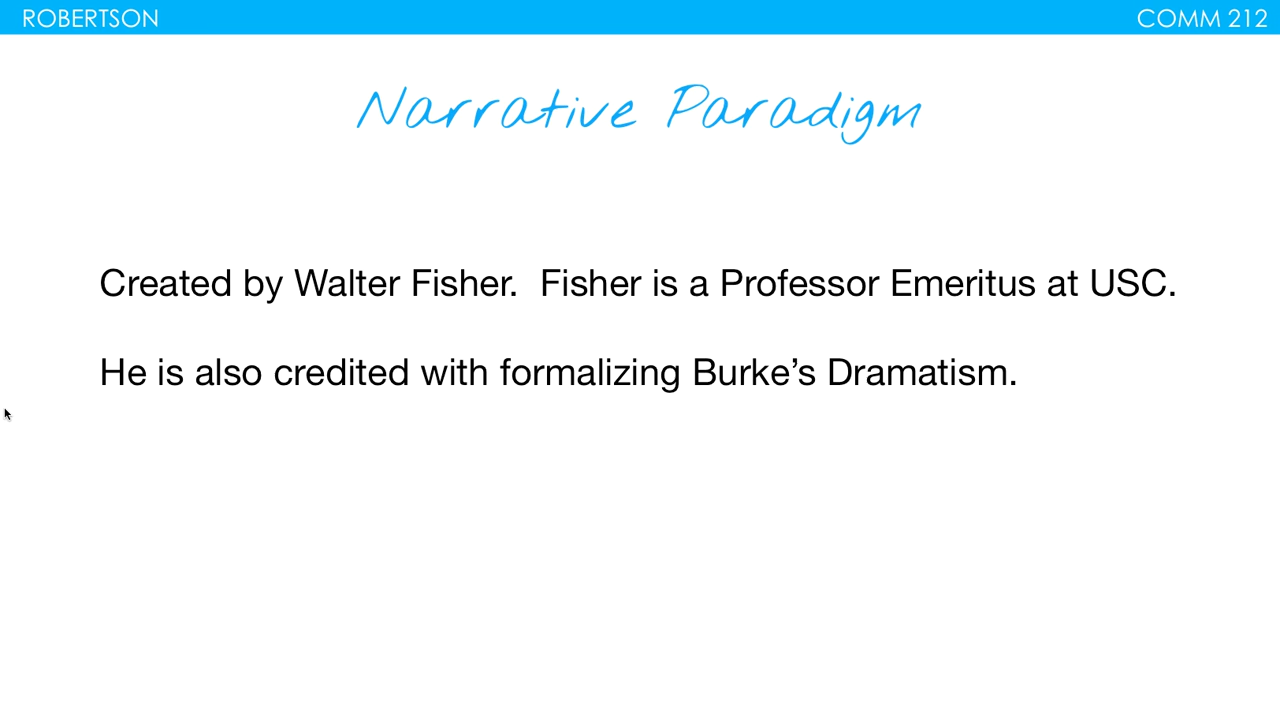 ROBERTSON
COMM 212
Narrative Paradigm
Created by Walter Fisher.  Fisher is a Professor Emeritus at USC.
He is also credited with formalizing Burke’s Dramatism.